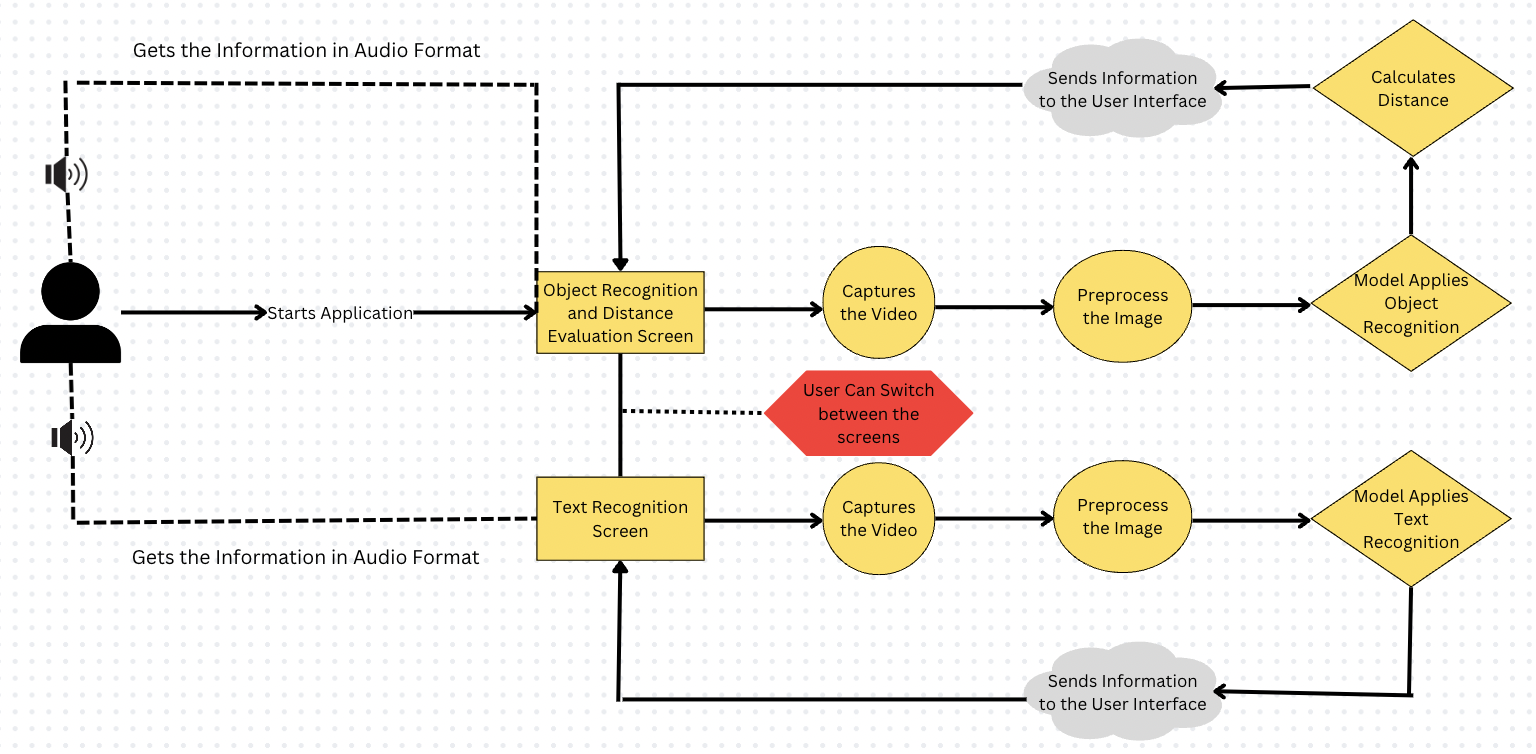 Gets the Information in Audio Format
Sends Information
to the User Interface
Calculates
Distance
Starts Application
Object Recognition
and Distance
Evaluation Screen
Captures
the Video
Preprocess
the Image
Model Applies
Object
Recognition
User Can Switch
between the
screens
Text Recognition
Screen
Captures
the Video
Preprocess
the Image
Model Applies
Text
Recognition
Gets the Information in Audio Format
Sends Information
to the User Interface